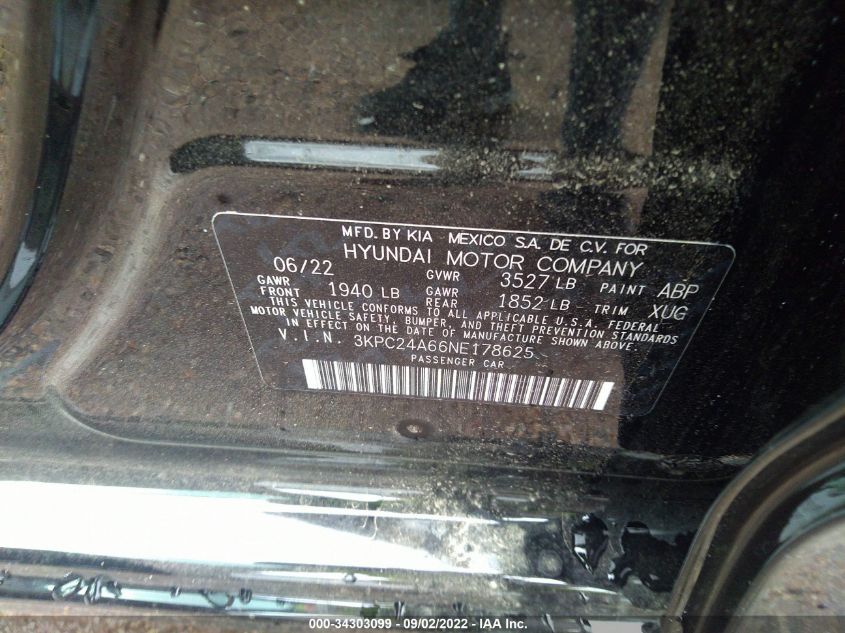 MFD. BY KIA MEXICO S.A. DE C.V. FOR
HYUNDAI MOTOR COMPANY
06/22 GVWR 3527 LB PAINT ABP
GAWR FRONT 1940 LB GAWR REAR 1852 LB TRIM XUG
THIS VEHICLE CONFORMS TO ALL APPLICABLE U.S.A. FEDERAL
MOTOR VEHICLE SAFETY, BUMPER, AND THEFT PREVENTION STANDARDS
IN EFFECT ON THE DATE OF MANUFACTURE SHOWN ABOVE.
V.I.N. 3KPC24A66NE178625
PASSENGER CAR
000-34303099 - 09/02/2022 - © IAA Inc.